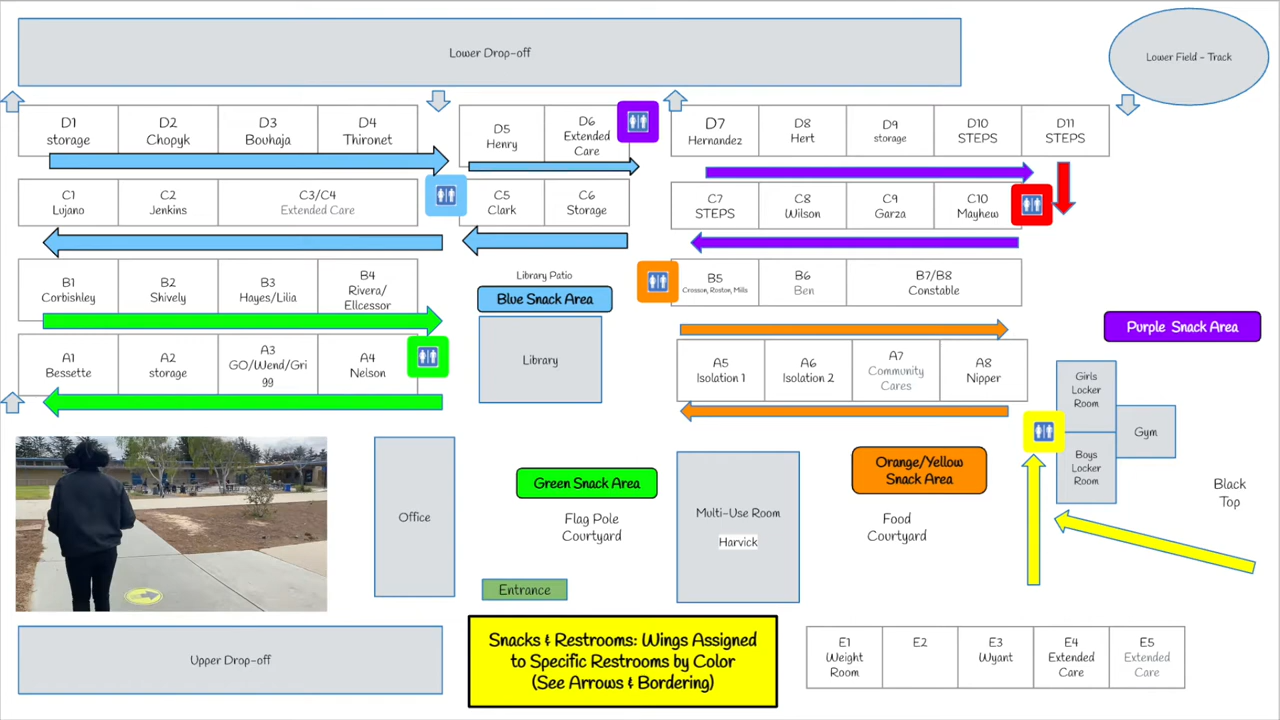 Lower Drop-off
Lower Field - Track
D1
storage
D2
Chopyk
D3
Bouhaja
D4
Thironet
D5
Henry
D6
Extended
Care
D7
Hernandez
D8
Hert
D9
storage
D10
STEPS
D11
STEPS
C1
Lujano
C2
Jenkins
C3/C4
Extended Care
C5
Clark
C6
Storage
C7
STEPS
C8
Wilson
C9
Garza
C10
Mayhew
B1
Corbishley
B2
Shively
B3
Hayes/Lilia
B4
Rivera/
Ellcessor
Library Patio
Blue Snack Area
B5
Crosson, Roston, Mills
B6
Ben
B7/B8
Constable
Purple Snack Area
A1
Bessette
A2
storage
A3
GO/Wend/Gri
gg
A4
Nelson
Library
A5
Isolation 1
A6
Isolation 2
A7
Community
Cares
A8
Nipper
Girls
Locker
Room
Gym
Boys
Locker
Room
Black
Top
Office
Green Snack Area
Flag Pole
Courtyard
Multi-Use Room
Harvick
Orange/Yellow
Snack Area
Food
Courtyard
Entrance
Upper Drop-off
Snacks & Restrooms: Wings Assigned
to Specific Restrooms by Color
(See Arrows & Bordering)
E1
Weight
Room
E2
E3
Wyant
E4
Extended
Care
E5
Extended
Care